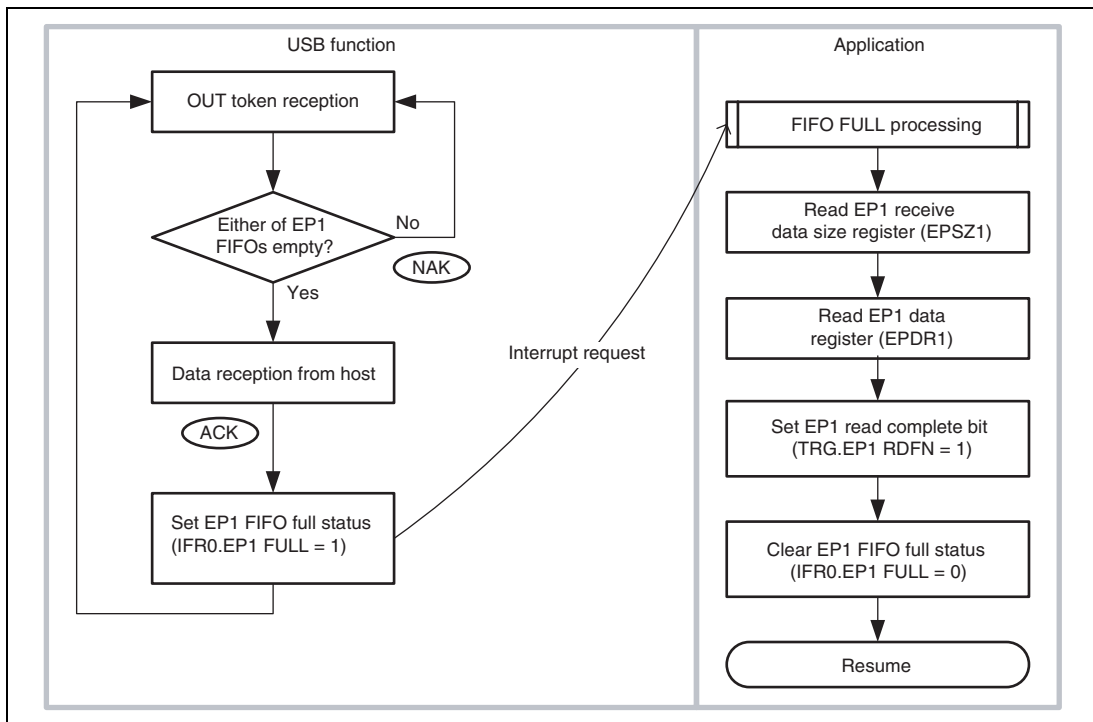 USB function
OUT token reception
Either of EP1
FIFOs empty?
No
NAK
Yes
Data reception from host
ACK
Set EP1 FIFO full status
(IFR0.EP1 FULL = 1)
Interrupt request
Application
FIFO FULL processing
Read EP1 receive
data size register (EPSZ1)
Read EP1 data
register (EPDR1)
Set EP1 read complete bit
(TRG.EP1 RDFN = 1)
Clear EP1 FIFO full status
(IFR0.EP1 FULL = 0)
Resume